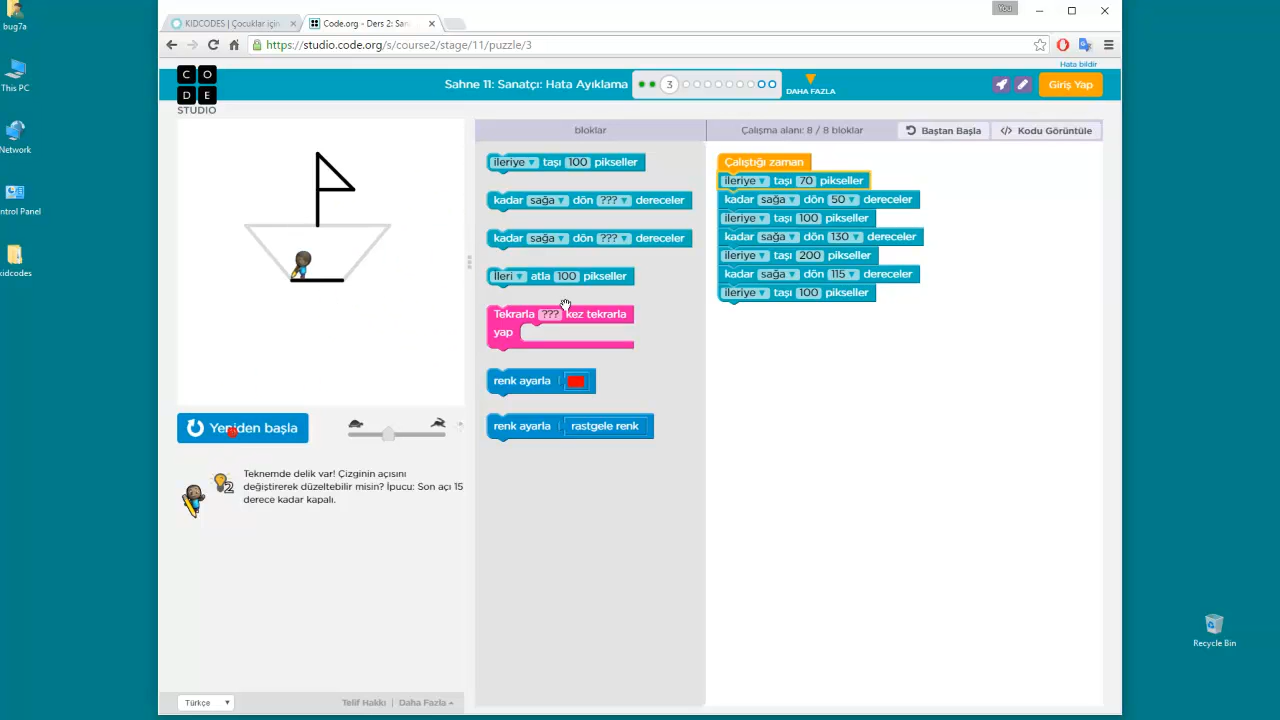 bug7a
This PC
Network
ntrol Panel
kidcodes
Recycle Bin
You
KIDCODES | Çocuklar için
Code.org - Ders 2: San
https://studio.code.org/s/course2/stage/11/puzzle/3
Hata bildir
C O
D E
STUDIO
Sahne 11: Sanatçı: Hata Ayıklama
3
DAHA FAZLA
Giriş Yap
bloklar
Çalışma alanı: 8 / 8 bloklar
Baştan Başla
</> Kodu Görüntüle
ileriye taşı 100 pikseller
kadar sağa dön ??? dereceler
kadar sağa dön ??? dereceler
İleri atla 100 pikseller
Tekrarla ??? kez tekrarla
yap
renk ayarla
renk ayarla rastgele renk
Çalıştığı zaman
ileriye taşı 70 pikseller
kadar sağa dön 50 dereceler
ileriye taşı 100 pikseller
kadar sağa dön 130 dereceler
ileriye taşı 200 pikseller
kadar sağa dön 115 dereceler
ileriye taşı 100 pikseller
Yeniden başla
2
Teknemde delik var! Çizginin açısını
değiştirerek düzeltebilir misin? İpucu: Son açı 15
derece kadar kapalı.
Türkçe
Telif Hakkı
Daha Fazla